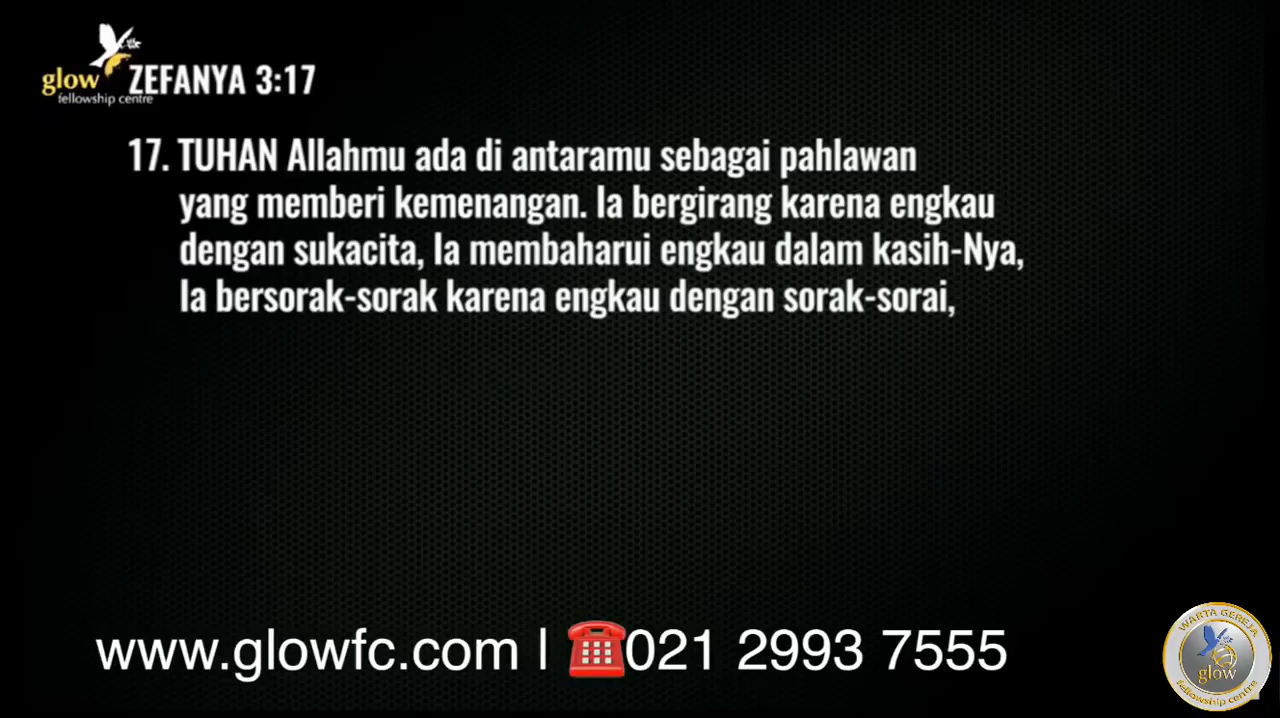 glow
fellowship centre
ZEFANYA 3:17
17. TUHAN Allahmu ada di antaramu sebagai pahlawan
yang memberi kemenangan. Ia bergirang karena engkau
dengan sukacita, Ia membaharui engkau dalam kasih-Nya,
Ia bersorak-sorak karena engkau dengan sorak-sorai,
www.glowfc.com | ☎️021 2993 7555
WARTA GEREJA
glow
fellowship centre